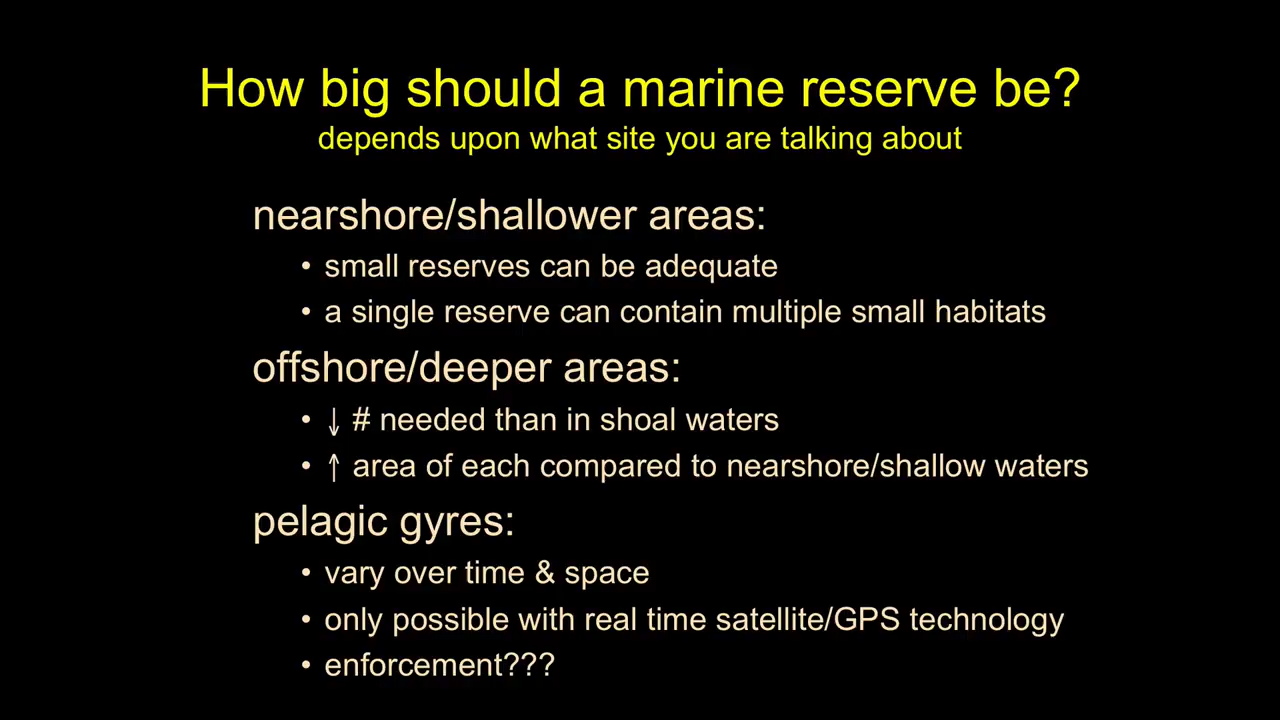 How big should a marine reserve be?
depends upon what site you are talking about
nearshore/shallower areas:
• small reserves can be adequate
• a single reserve can contain multiple small habitats
offshore/deeper areas:
• ↓ # needed than in shoal waters
• ↑ area of each compared to nearshore/shallow waters
pelagic gyres:
• vary over time & space
• only possible with real time satellite/GPS technology
• enforcement???